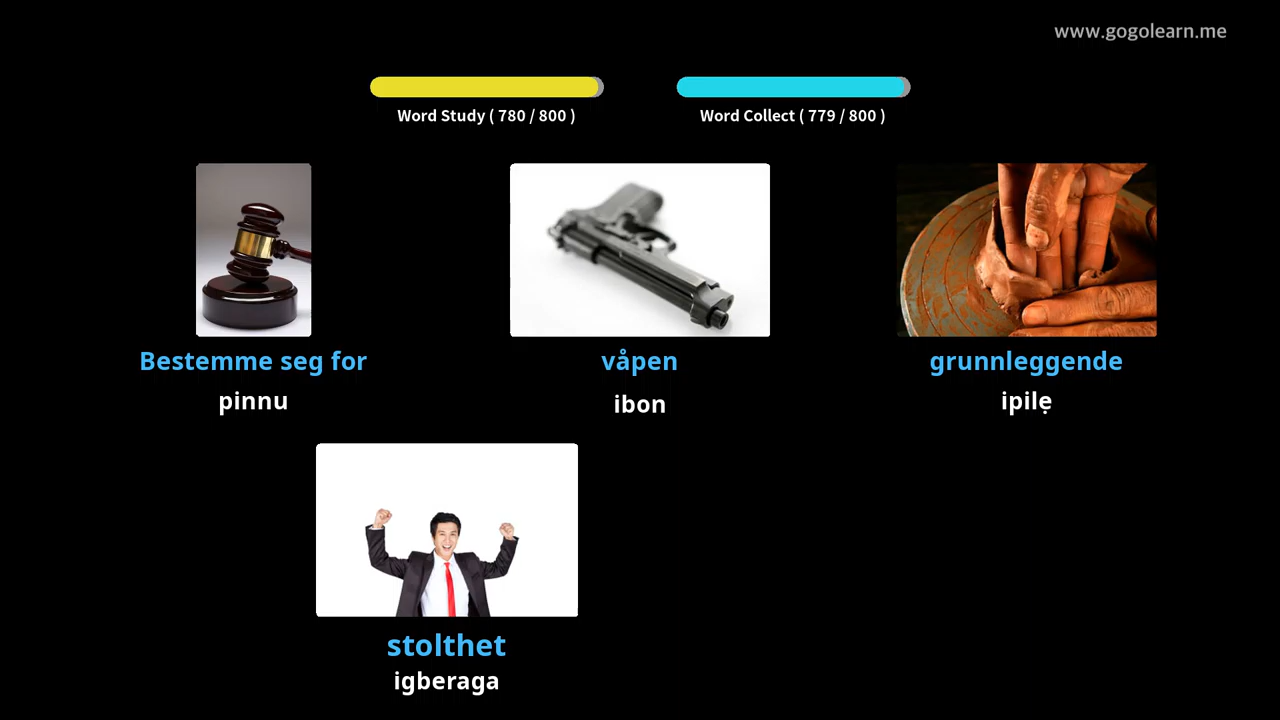 www.gogolearn.me
Word Study ( 780 / 800 )
Word Collect ( 779 / 800 )
Bestemme seg for
pinnu
våpen
ibon
grunnleggende
ipilẹ
stolthet
igberaga